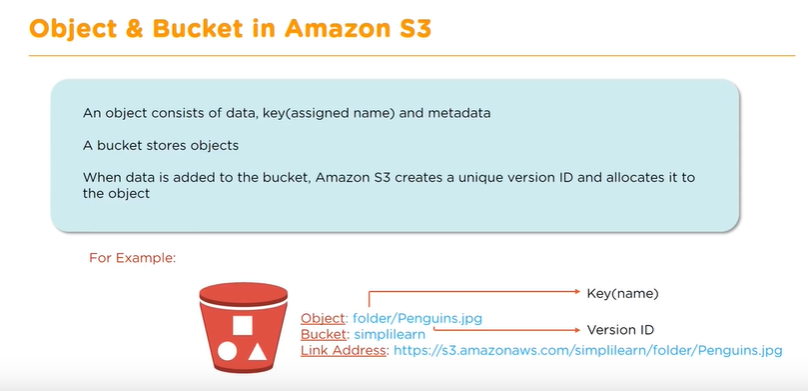 Object & Bucket in Amazon S3
An object consists of data, key(assigned name) and metadata
A bucket stores objects
When data is added to the bucket, Amazon S3 creates a unique version ID and allocates it to
the object
For Example:
Key(name)
Object: folder/Penguins.jpg
Bucket: simplilearn
Version ID
Link Address: https://s3.amazonaws.com/simplilearn/folder/Penguins.jpg